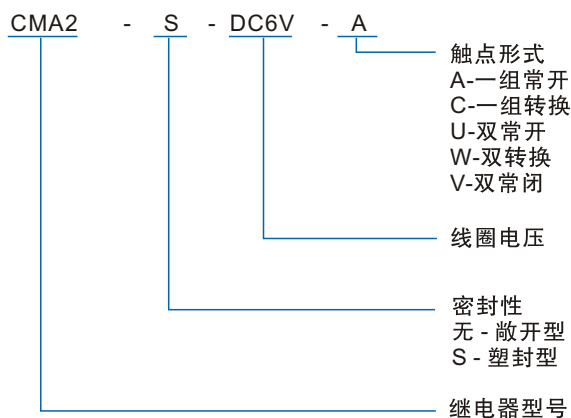 CMA2 - S - DC6V - A
触点形式
A-一组常开
C-一组转换
U-双常开
W-双转换
V-双常闭
线圈电压
密封性
无 - 敞开型
S - 塑封型
继电器型号